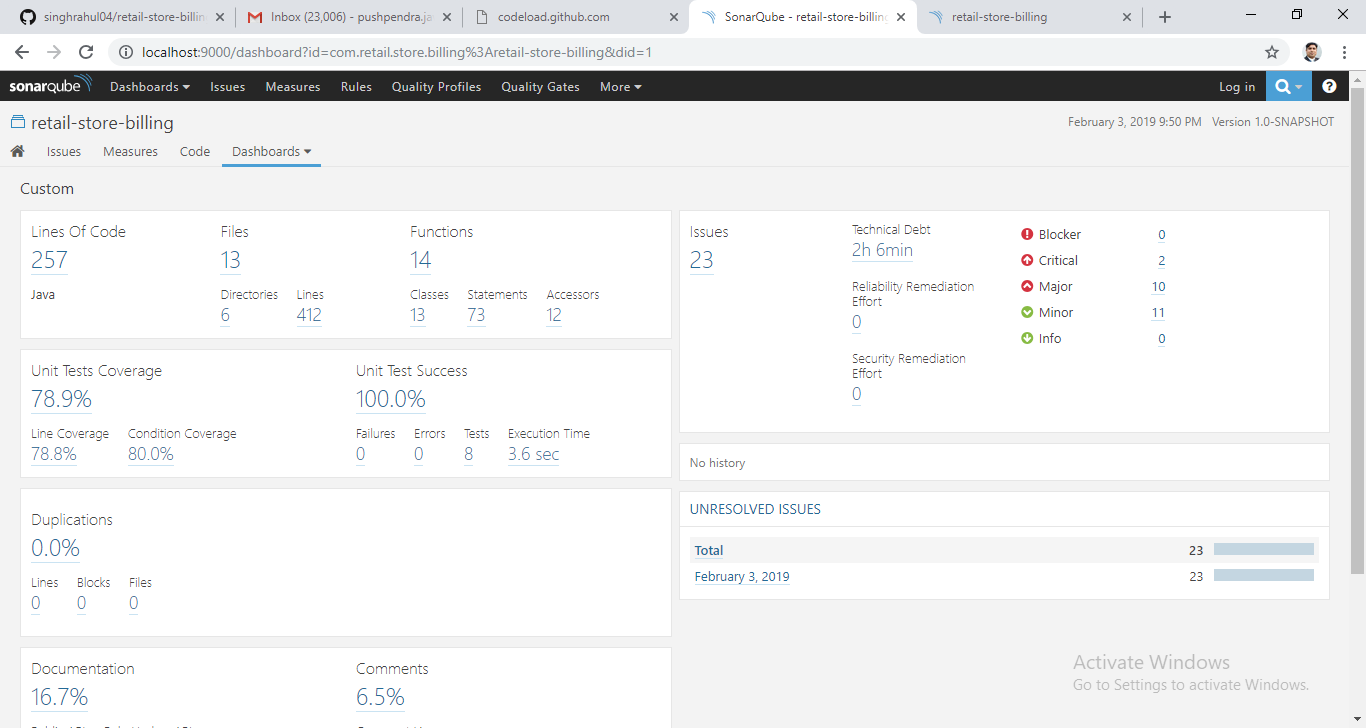 singhrahul04/retail-store-billin
Inbox (23,006) - pushpendra.ja
codeload.github.com
SonarQube - retail-store-billing
retail-store-billing
localhost:9000/dashboard?id=com.retail.store.billing%3Aretail-store-billing&did=1
sonarqube Dashboards Issues Measures Rules Quality Profiles Quality Gates More Log in ?
retail-store-billing
February 3, 2019 9:50 PM Version 1.0-SNAPSHOT
Issues Measures Code Dashboards
Custom
Lines Of Code Files Functions
257 13 14
Java Directories Lines Classes Statements Accessors
6 412 13 73 12
Unit Tests Coverage Unit Test Success
78.9% 100.0%
Line Coverage Condition Coverage Failures Errors Tests Execution Time
78.8% 80.0% 0 0 8 3.6 sec
Duplications
0.0%
Lines Blocks Files
0 0 0
Documentation Comments
16.7% 6.5%
Issues
23
Technical Debt
2h 6min
Reliability Remediation
Effort
0
Security Remediation
Effort
0
Blocker 0
Critical 2
Major 10
Minor 11
Info 0
No history
UNRESOLVED ISSUES
Total 23
February 3, 2019 23
Activate Windows
Go to Settings to activate Windows.